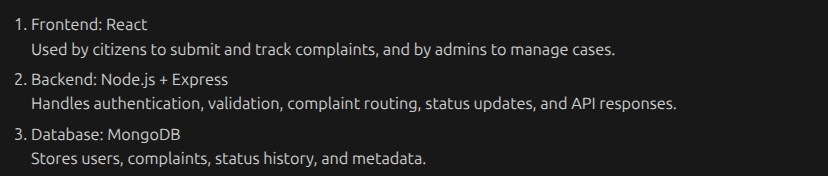 1. Frontend: React
Used by citizens to submit and track complaints, and by admins to manage cases.
2. Backend: Node.js + Express
Handles authentication, validation, complaint routing, status updates, and API responses.
3. Database: MongoDB
Stores users, complaints, status history, and metadata.